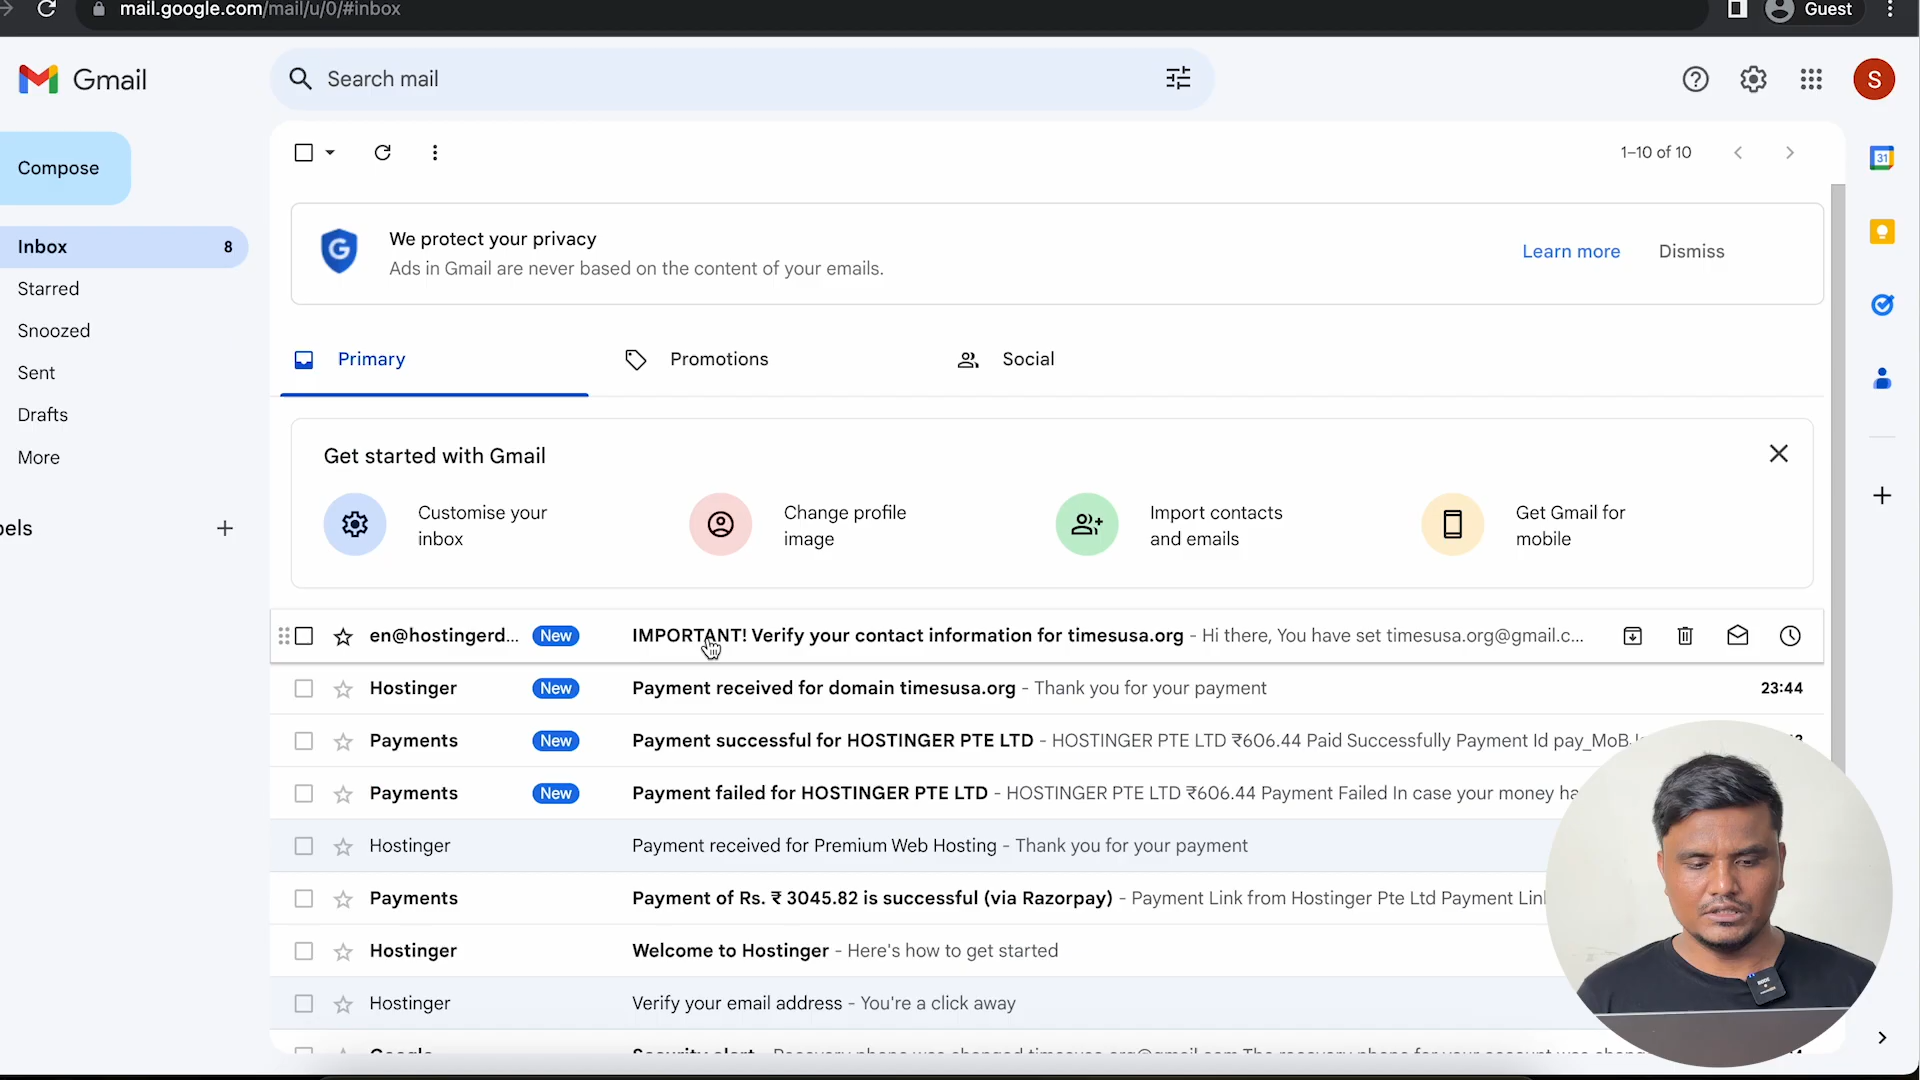 mail.google.com/mail/u/0/#inbox
Guest
Gmail
Search mail
S
Compose
1–10 of 10
31
G
We protect your privacy
Ads in Gmail are never based on the content of your emails.
Learn more
Dismiss
Inbox
8
Starred
Snoozed
Sent
Drafts
More
Primary
Promotions
Social
Get started with Gmail
Customise your
inbox
Change profile
image
Import contacts
and emails
Get Gmail for
mobile
en@hostingerd... New IMPORTANT! Verify your contact information for timesusa.org - Hi there, You have set timesusa.org@gmail.c...
Hostinger New Payment received for domain timesusa.org - Thank you for your payment 23:44
Payments New Payment successful for HOSTINGER PTE LTD - HOSTINGER PTE LTD ₹606.44 Paid Successfully Payment Id
Payments New Payment failed for HOSTINGER PTE LTD - HOSTINGER PTE LTD ₹606.44 Payment Failed In case your money
Hostinger Payment received for Premium Web Hosting - Thank you for your payment
Payments Payment of Rs. ₹ 3045.82 is successful (via Razorpay) - Payment Link from Hostinger Pte Ltd Payment
Hostinger Welcome to Hostinger - Here's how to get started
Hostinger Verify your email address - You're a click away